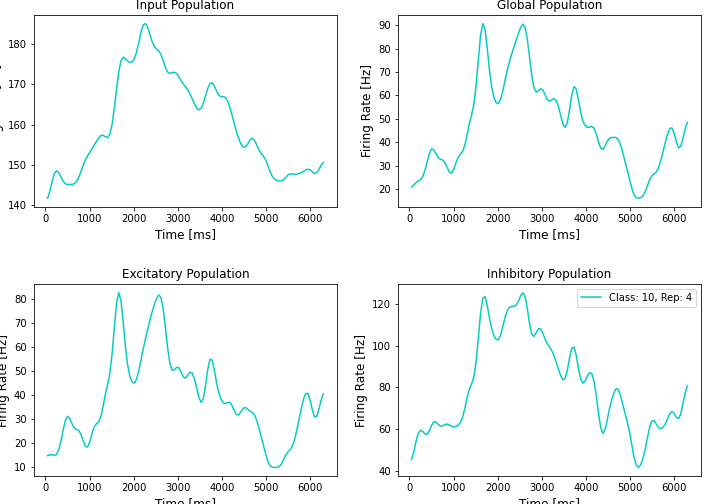 Input Population
Global Population
180
170
160
150
140
0 1000 2000 3000 4000 5000 6000
Time [ms]
Firing Rate [Hz]
90
80
70
60
50
40
30
20
0 1000 2000 3000 4000 5000 6000
Time [ms]
Excitatory Population
Inhibitory Population
Firing Rate [Hz]
80
70
60
50
40
30
20
10
0 1000 2000 3000 4000 5000 6000
Time [ms]
Firing Rate [Hz]
120
100
80
60
40
Class: 10, Rep: 4
0 1000 2000 3000 4000 5000 6000
Time [ms]